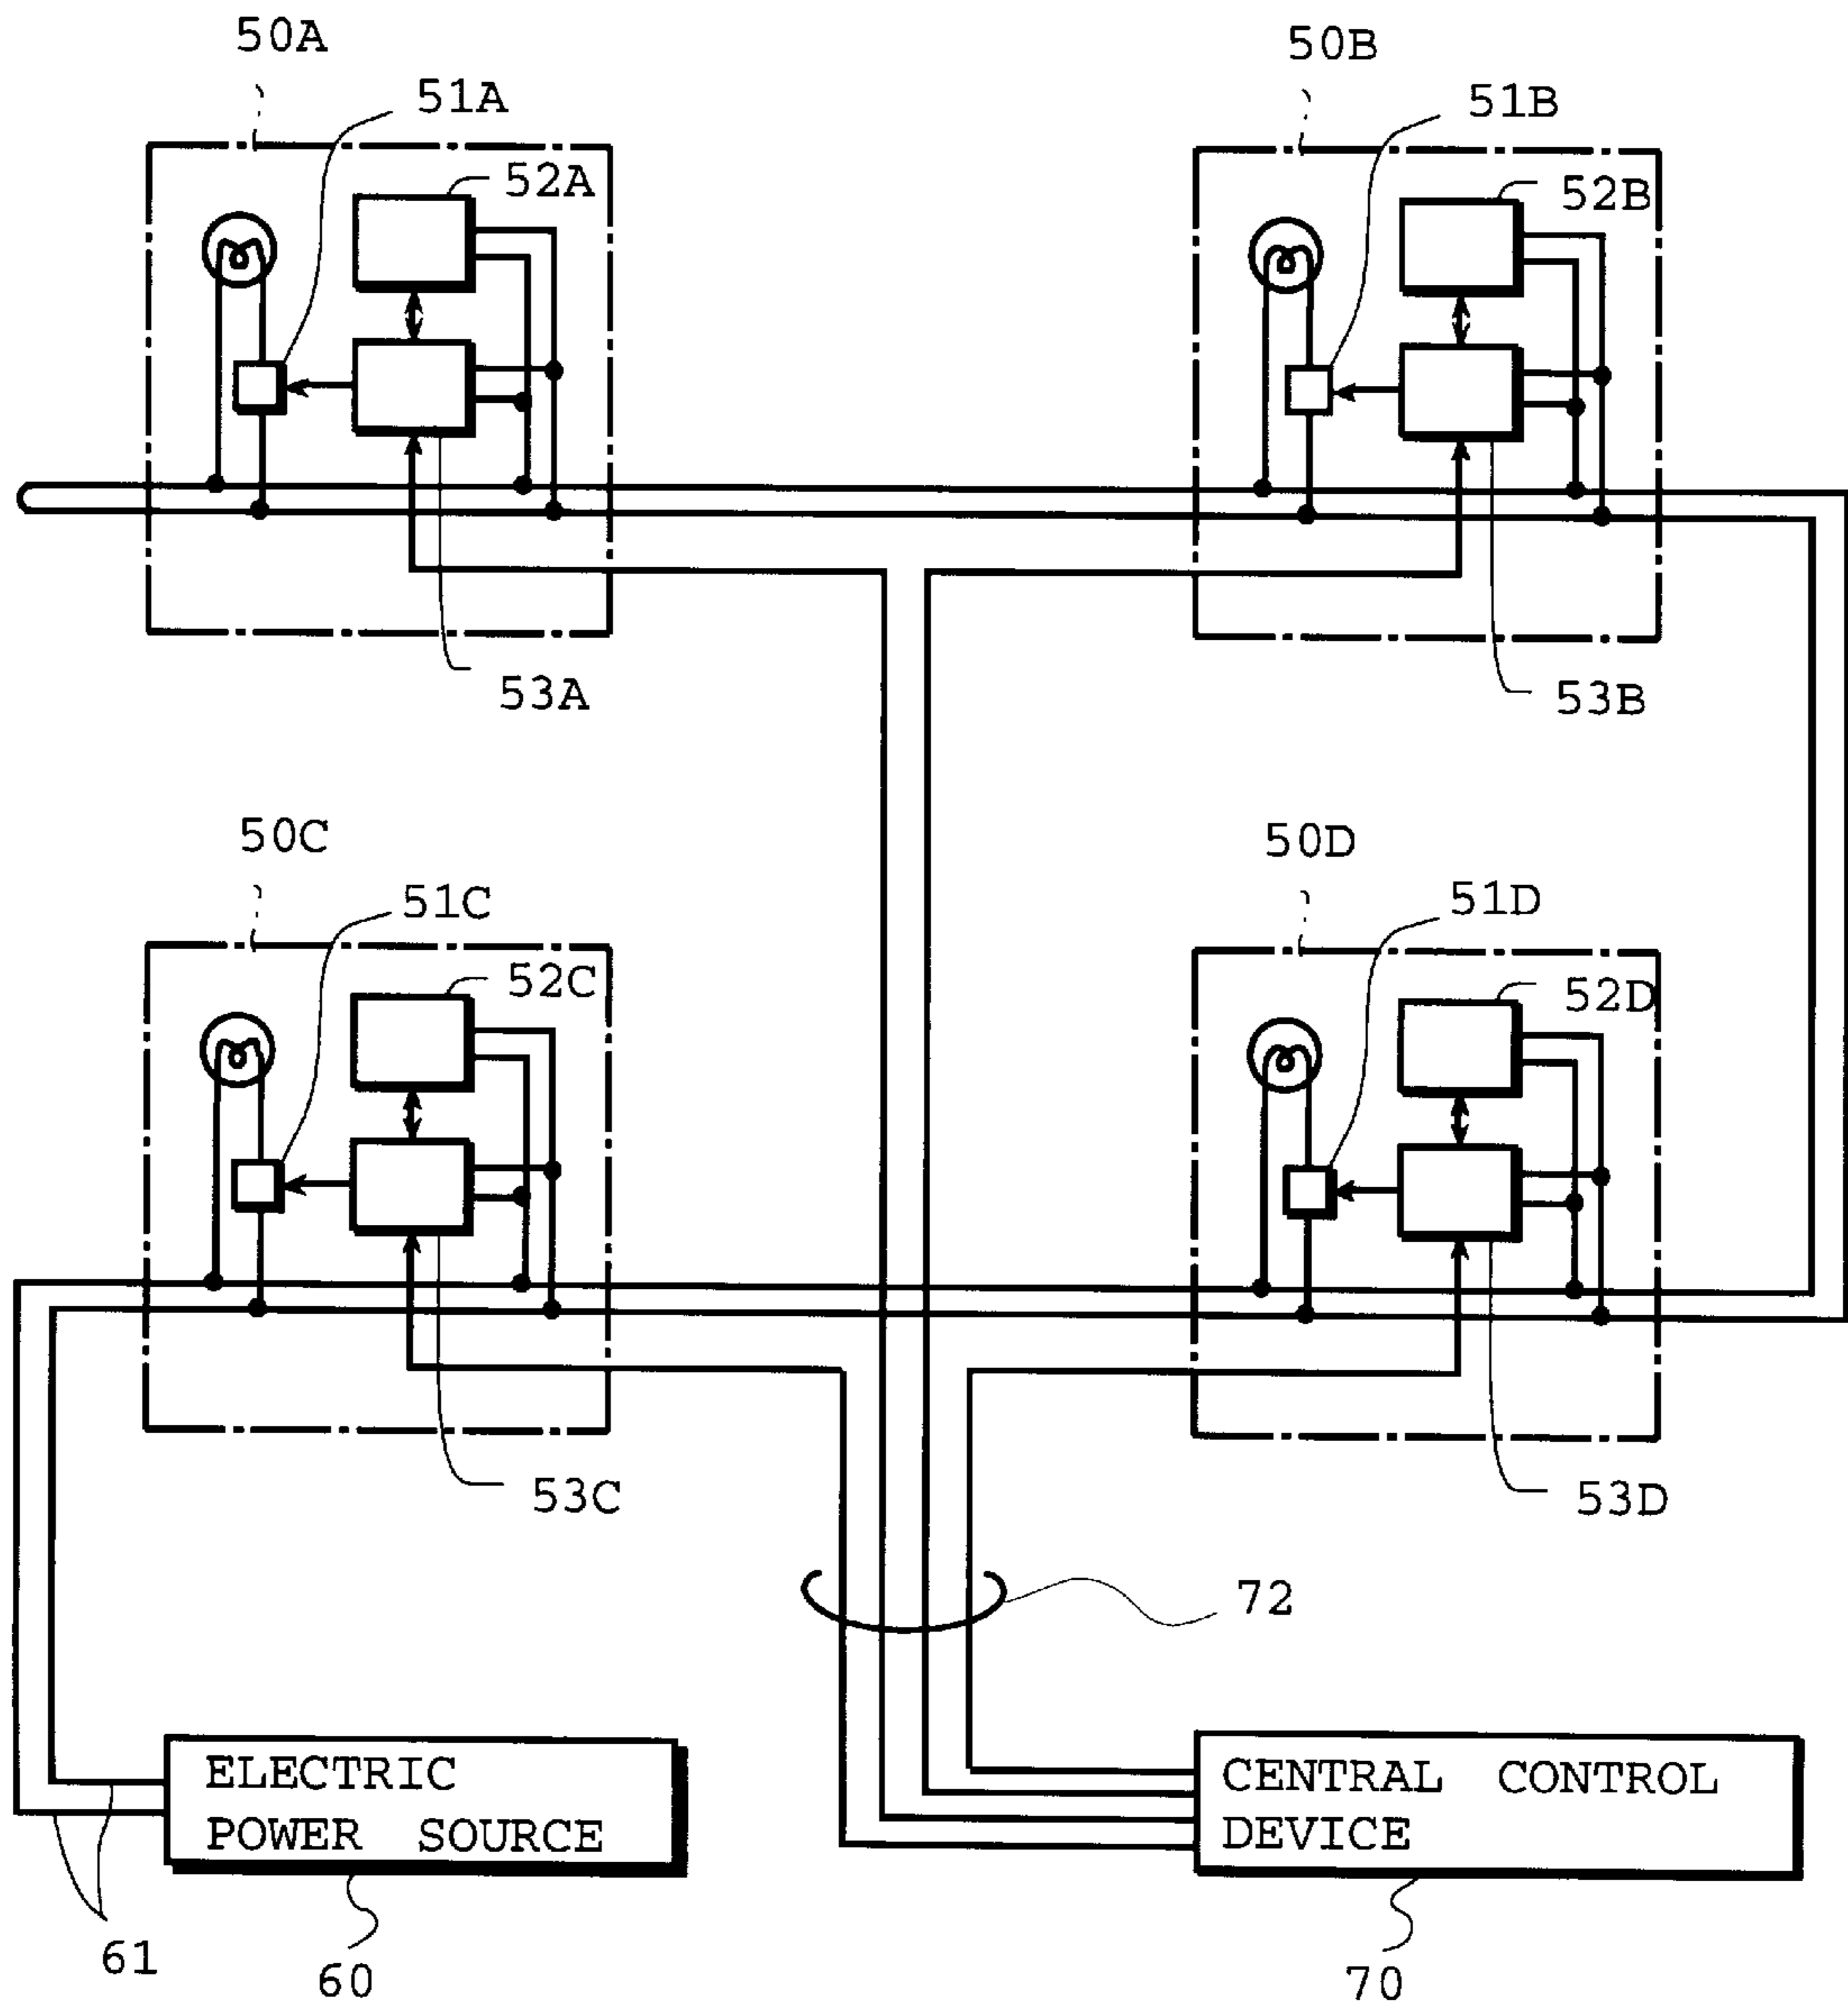 50A
50B
51A
51B
52A
52B
53A
53B
50C
50D
51C
51D
52C
52D
53C
53D
72
ELECTRIC
POWER SOURCE
CENTRAL CONTROL
DEVICE
61
60
70